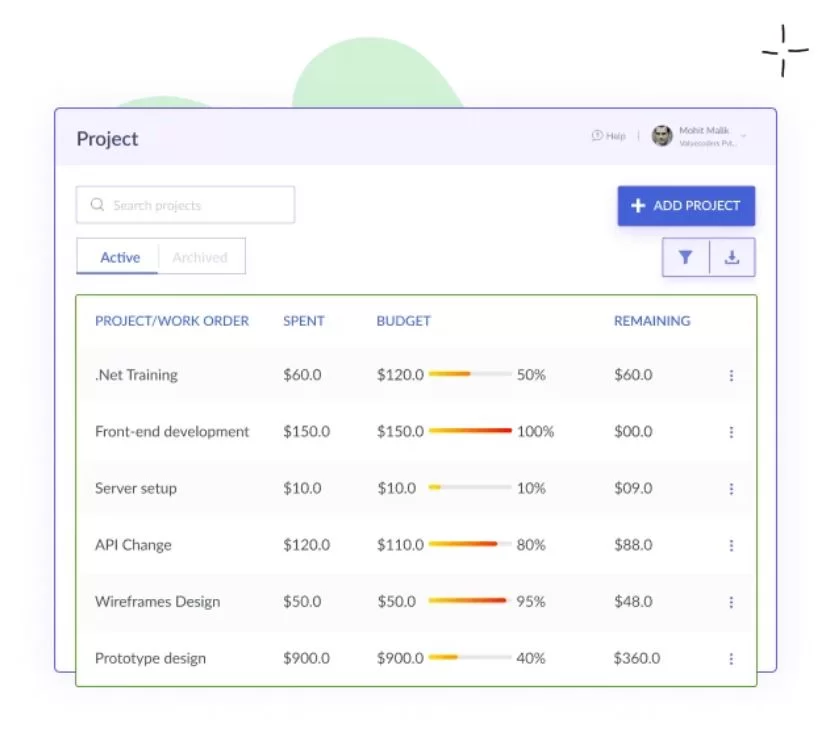 Project
Help
Mohit Malik
Valuecoders Pvt..
Search projects
ADD PROJECT
Active Archived
PROJECT/WORK ORDER SPENT BUDGET REMAINING
.Net Training $60.0 $120.0 50% $60.0
Front-end development $150.0 $150.0 100% $00.0
Server setup $10.0 $10.0 10% $09.0
API Change $120.0 $110.0 80% $88.0
Wireframes Design $50.0 $50.0 95% $48.0
Prototype design $900.0 $900.0 40% $360.0